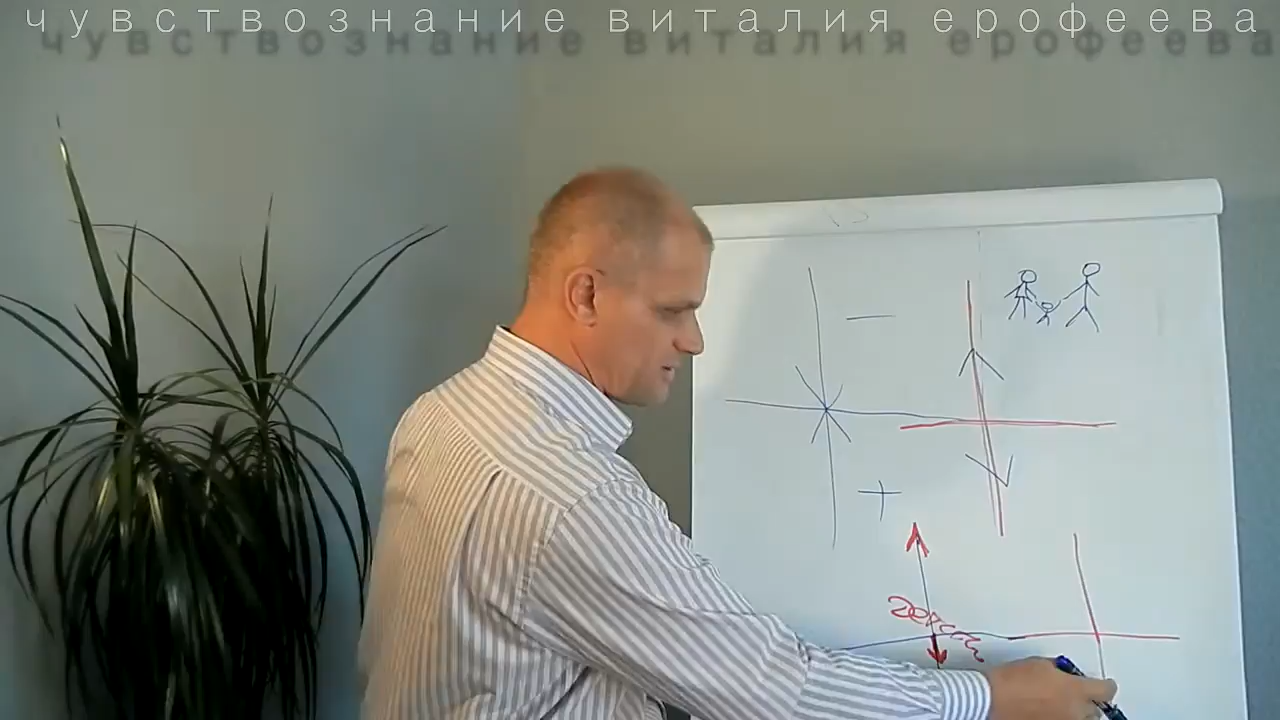 чувствознание виталия ерофеева